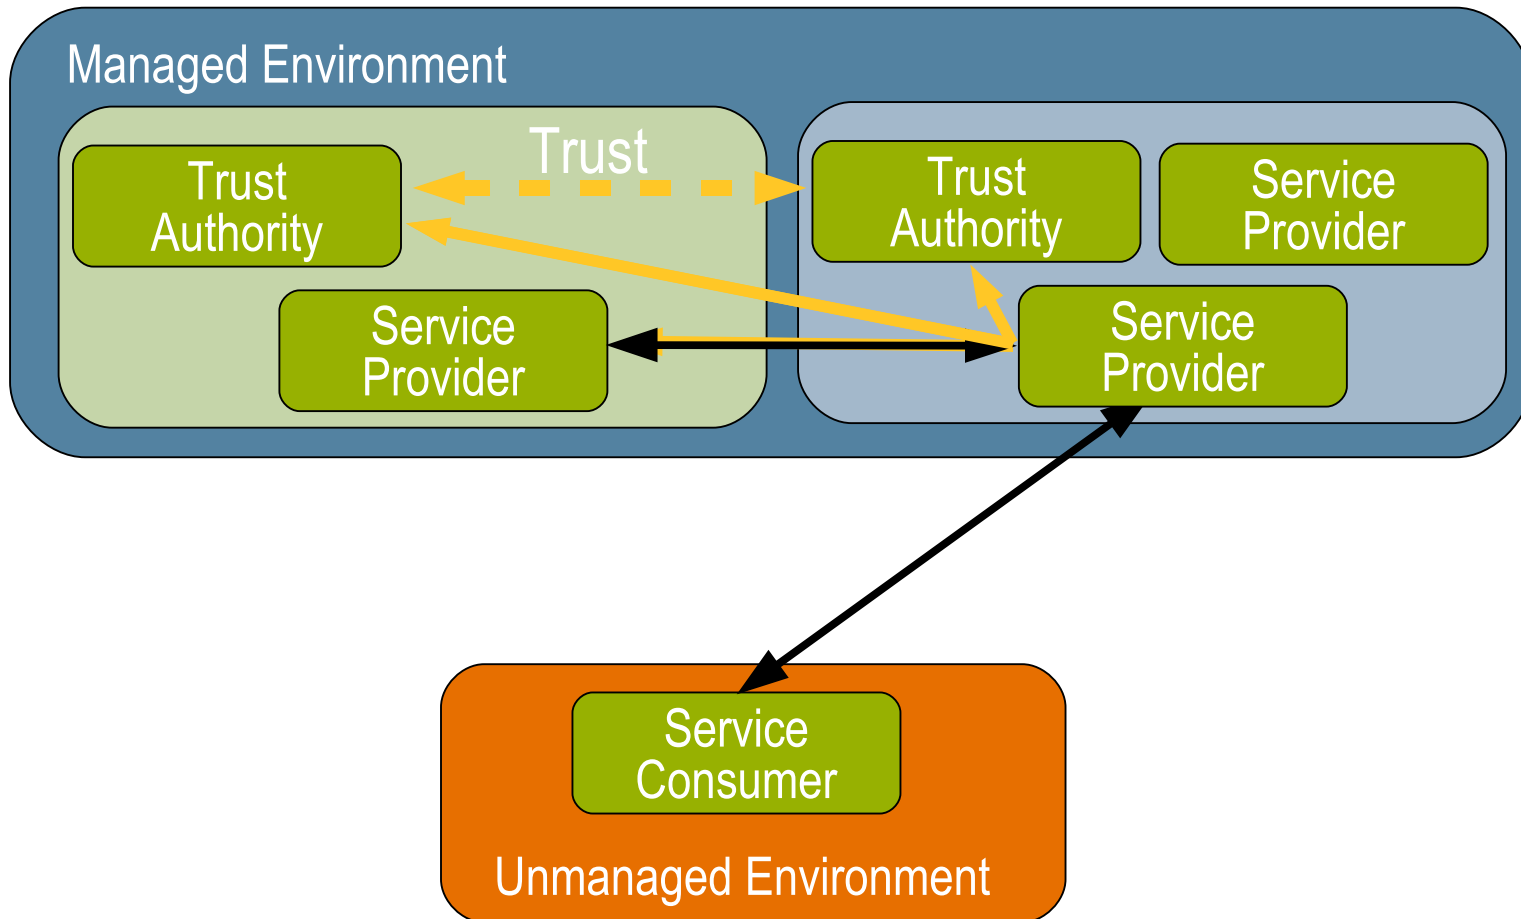 Managed Environment
Trust
Trust
Authority
Service
Provider
Trust
Authority
Service
Provider
Service
Provider
Service
Consumer
Unmanaged Environment